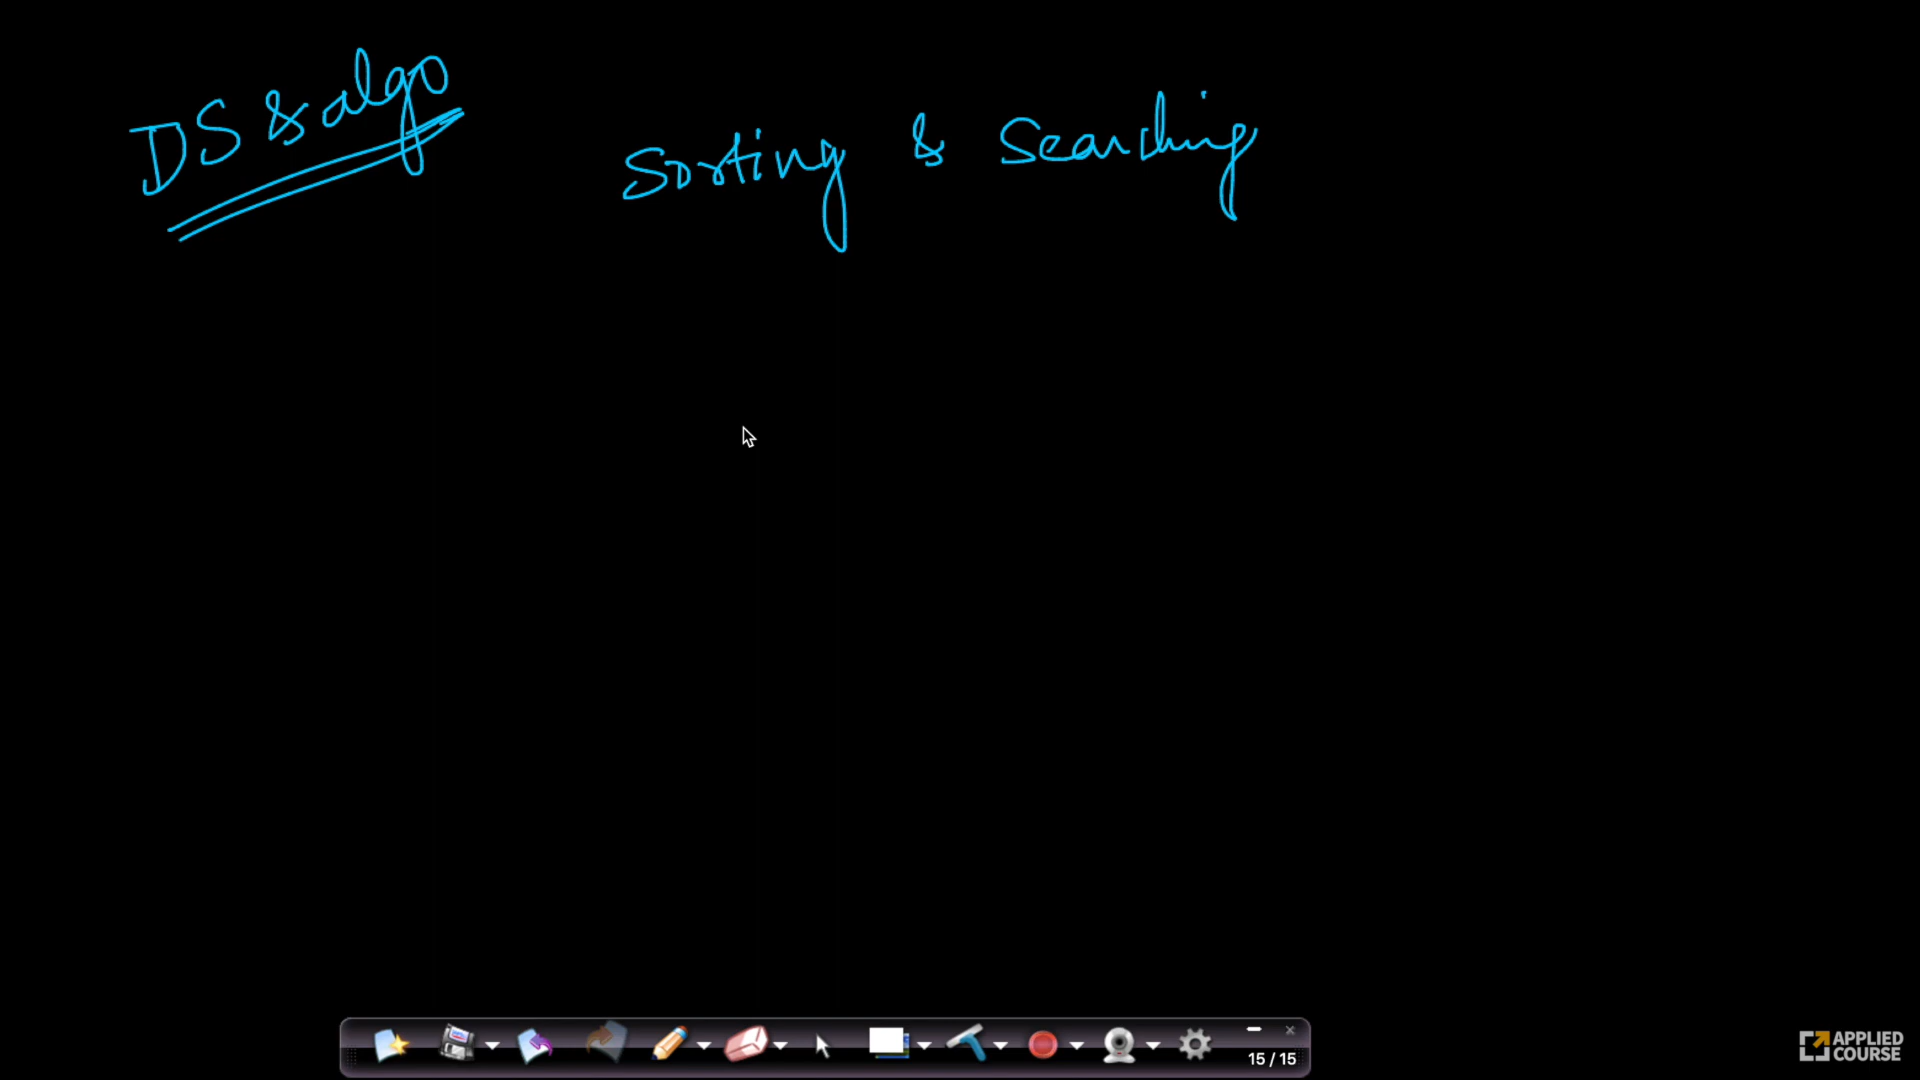 DS & algo
Sorting & Searching
15 / 15
APPLIED
COURSE